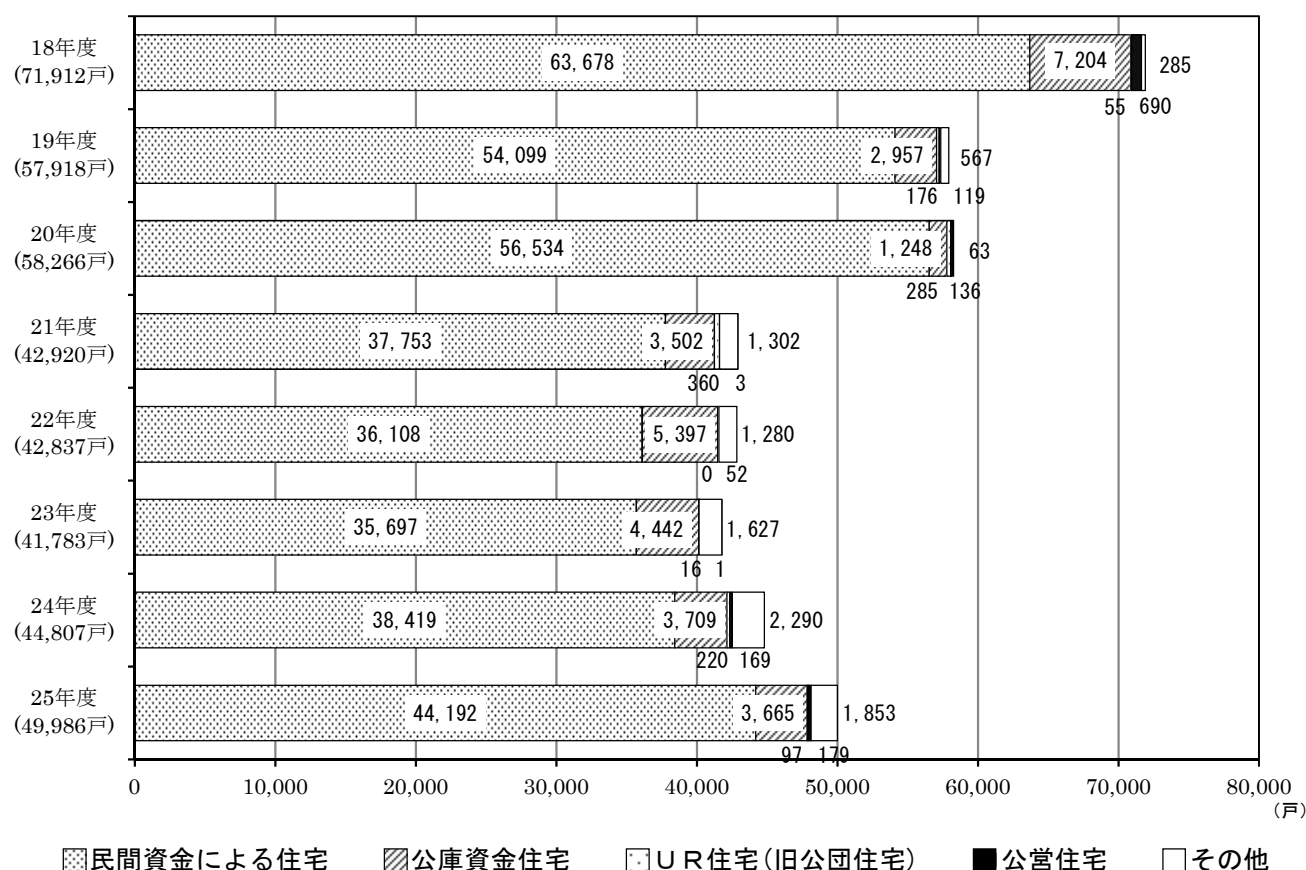 18年度
(71,912戸)
63,678
7,204
285
55 690
19年度
(57,918戸)
54,099
2,957
567
176 119
20年度
(58,266戸)
56,534
1,248
63
285 136
21年度
(42,920戸)
37,753
3,502
1,302
360 3
22年度
(42,837戸)
36,108
5,397
1,280
0 52
23年度
(41,783戸)
35,697
4,442
1,627
16 1
24年度
(44,807戸)
38,419
3,709
2,290
220 169
25年度
(49,986戸)
44,192
3,665
1,853
97 179
0 10,000 20,000 30,000 40,000 50,000 60,000 70,000 80,000
(戸)
民間資金による住宅 公庫資金住宅 UR住宅(旧公団住宅) 公営住宅 その他